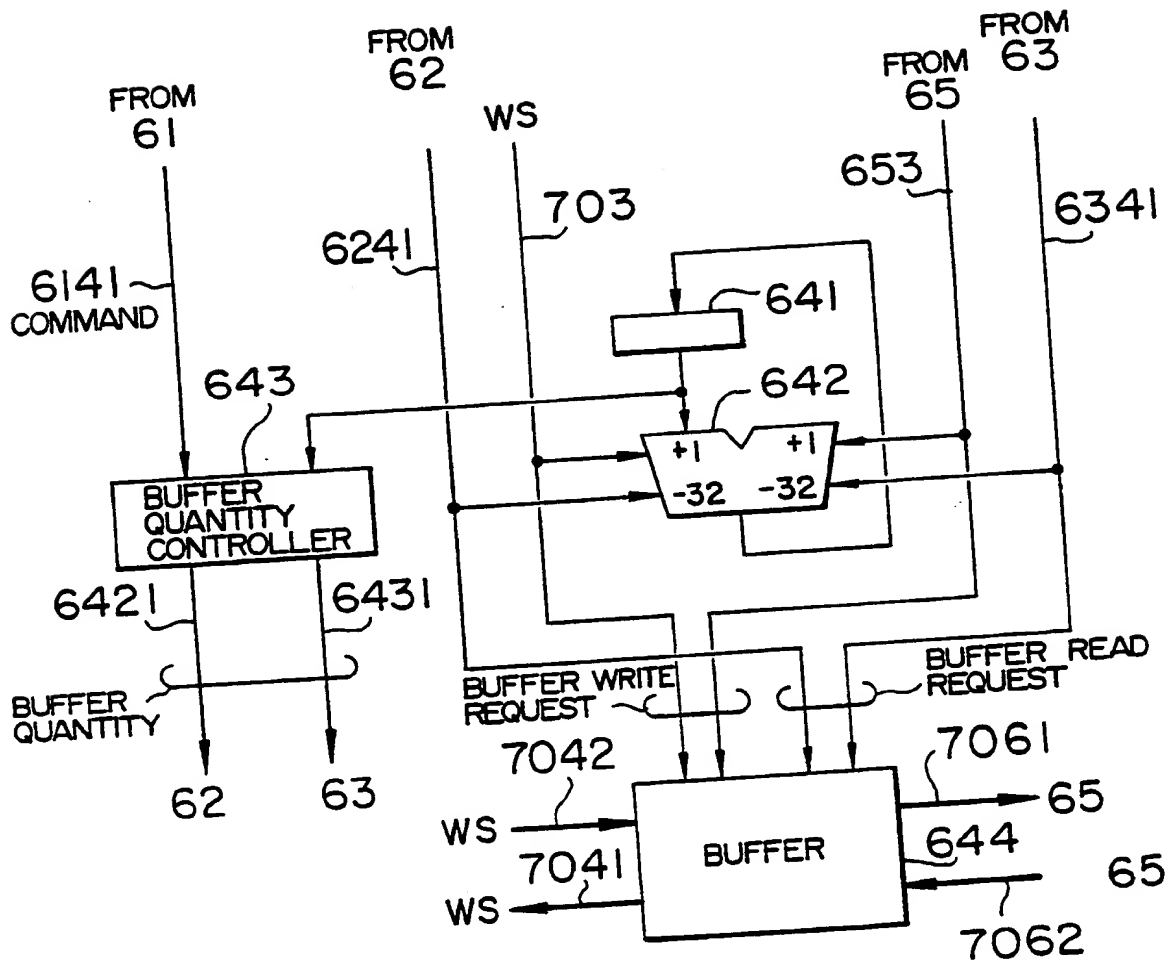 FROM
61
FROM
62
WS
FROM
65
FROM
63
703
653
6341
6241
6141
COMMAND
641
643
642
+1 +1
-32 -32
BUFFER
QUANTITY
CONTROLLER
6421
6431
BUFFER
QUANTITY
BUFFER WRITE
REQUEST
BUFFER READ
REQUEST
62
63
7042
7061
WS
65
BUFFER
644
7041
WS
65
7062